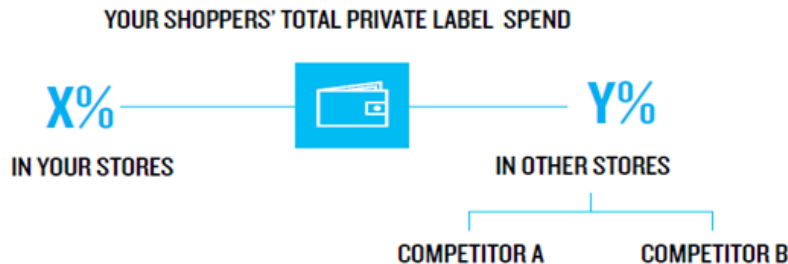 YOUR SHOPPERS' TOTAL PRIVATE LABEL SPEND
X%
Y%
IN YOUR STORES
IN OTHER STORES
COMPETITOR A
COMPETITOR B